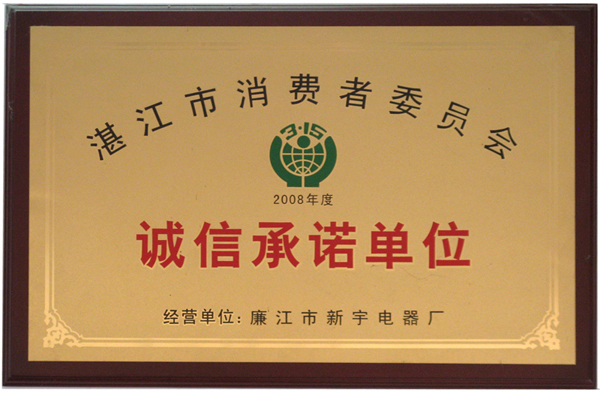 湛江市消费者委员会
3·15
2008年度
诚信承诺单位
经营单位：廉江市新宇电器厂